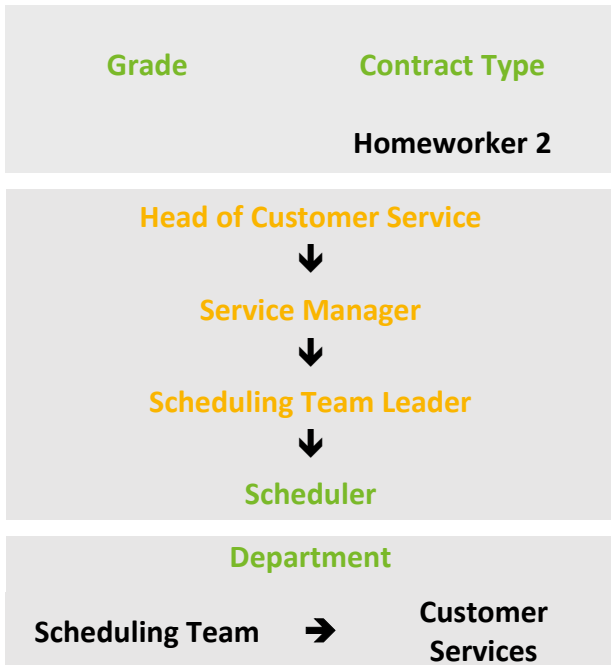 Grade Contract Type
Homeworker 2
Head of Customer Service
↓
Service Manager
↓
Scheduling Team Leader
↓
Scheduler
Department
Scheduling Team → Customer
Services